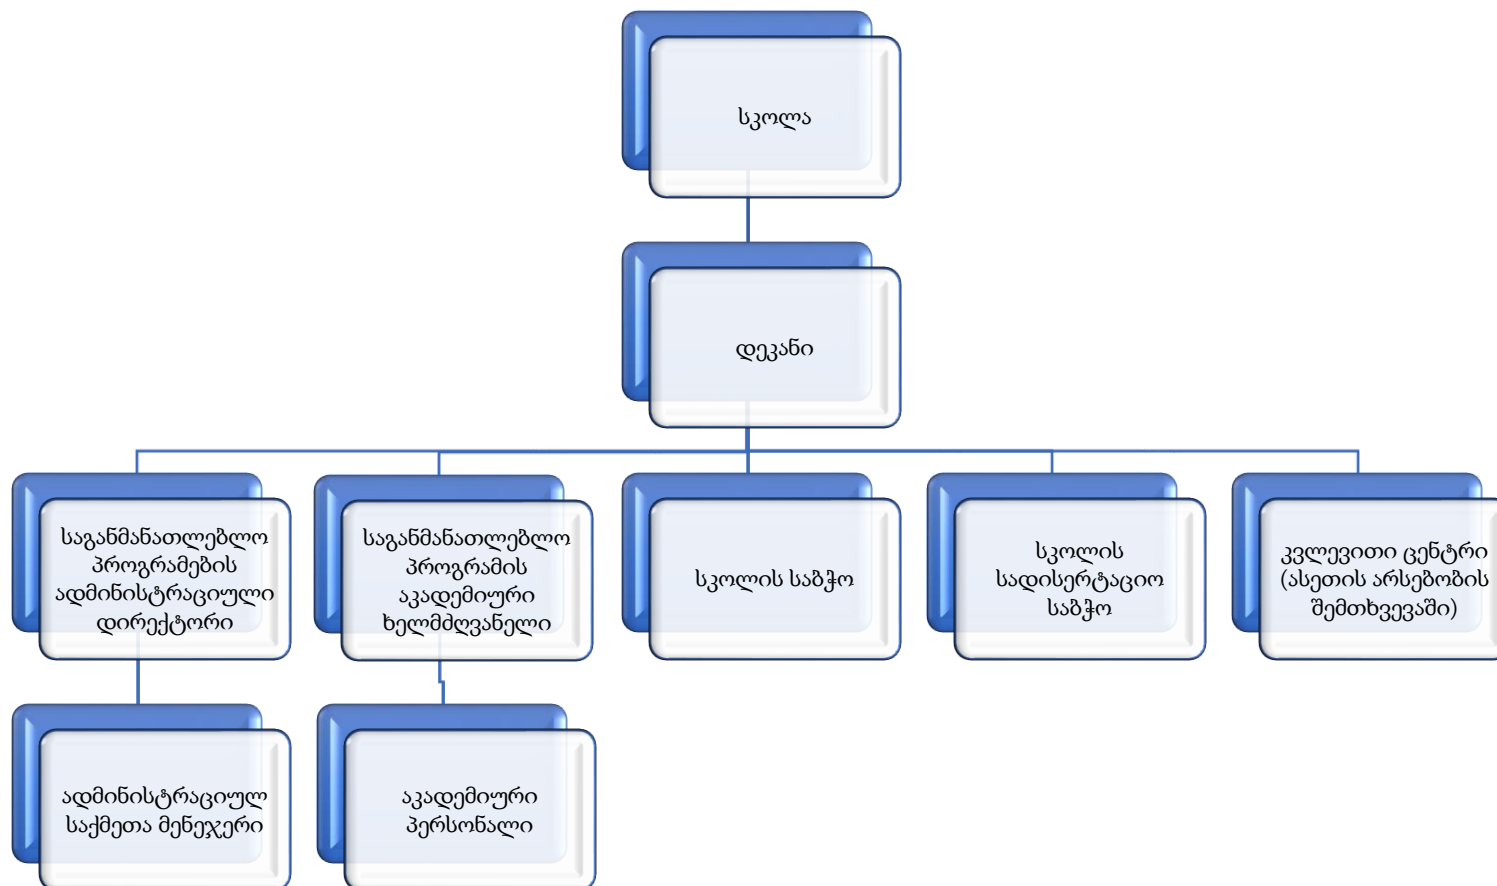 სკოლა
დეკანი
საგანმანათლებლო
პროგრამების
ადმინისტრაციული
დირექტორი
საგანმანათლებლო
პროგრამის
აკადემიური
ხელმძღვანელი
სკოლის საბჭო
სკოლის
სადისერტაციო
საბჭო
კვლევითი ცენტრი
(ასეთის არსებობის
შემთხვევაში)
ადმინისტრაციულ
საქმეთა მენეჯერი
აკადემიური
პერსონალი